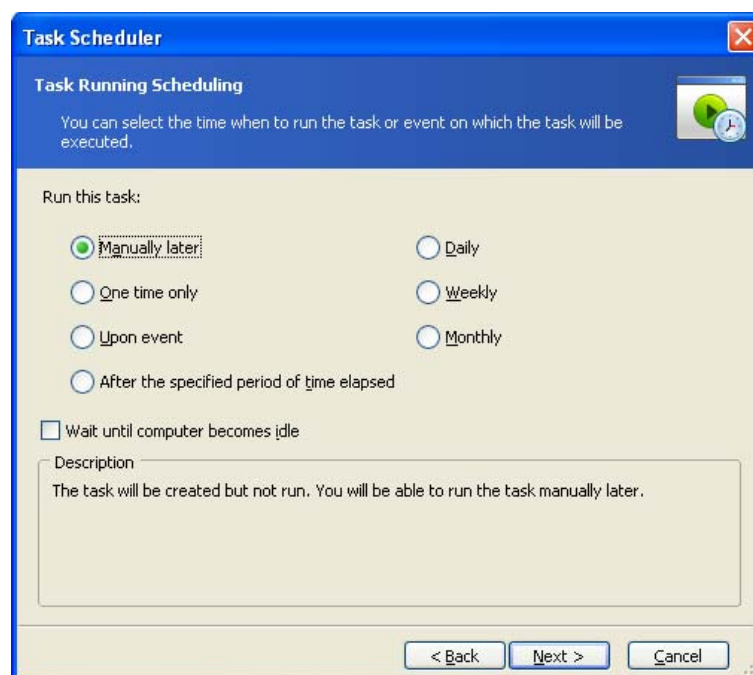 Task Scheduler
Task Running Scheduling
You can select the time when to run the task or event on which the task will be
executed.
Run this task:
Manually later
Daily
One time only
Weekly
Upon event
Monthly
After the specified period of time elapsed
Wait until computer becomes idle
Description
The task will be created but not run. You will be able to run the task manually later.
< Back
Next >
Cancel